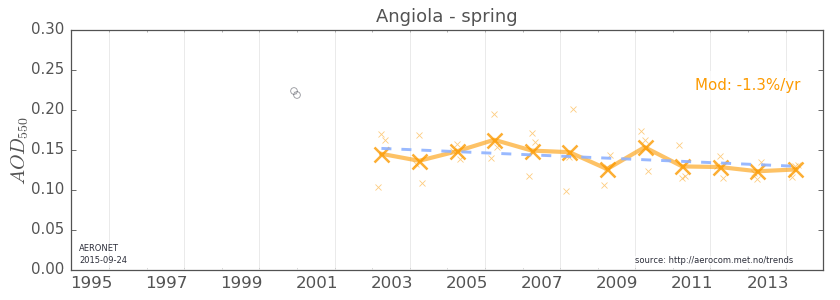 Angiola - spring
0.30
0.25
0.20
0.15
0.10
0.05
0.00
AOD550
Mod: -1.3%/yr
AERONET
2015-09-24
source: http://aerocom.met.no/trends
1995 1997 1999 2001 2003 2005 2007 2009 2011 2013